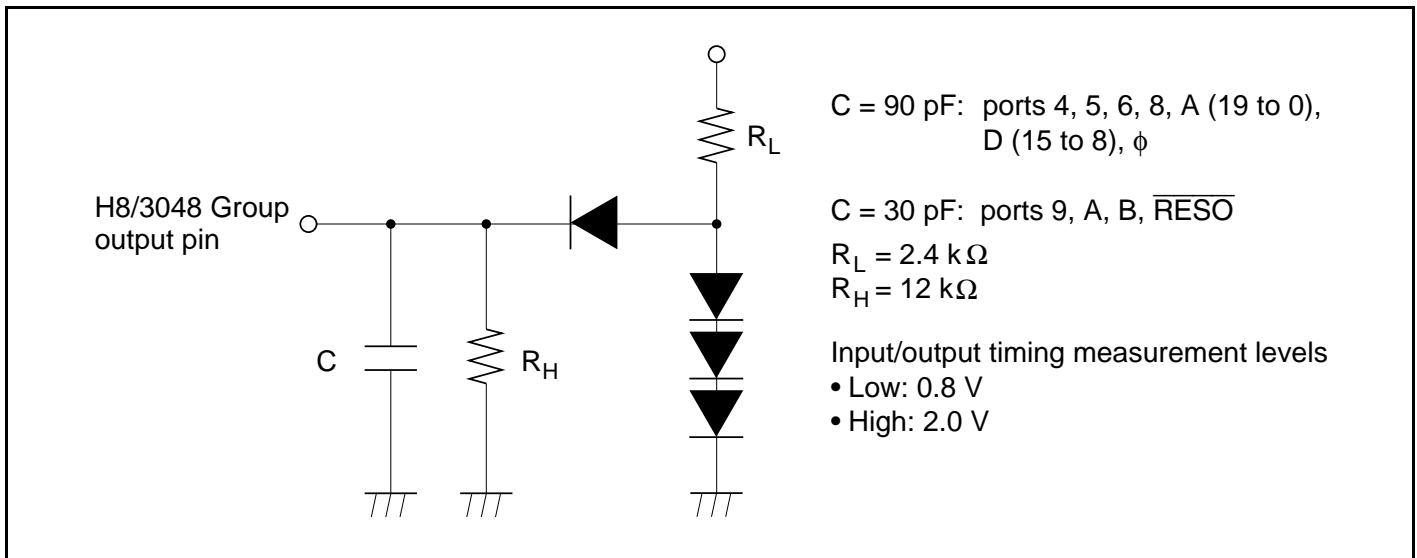 C = 90 pF: ports 4, 5, 6, 8, A (19 to 0),
D (15 to 8), ϕ
R_L
H8/3048 Group
output pin
C = 30 pF: ports 9, A, B, R̅E̅S̅O̅
R_L = 2.4 kΩ
R_H = 12 kΩ
C
R_H
Input/output timing measurement levels
• Low: 0.8 V
• High: 2.0 V